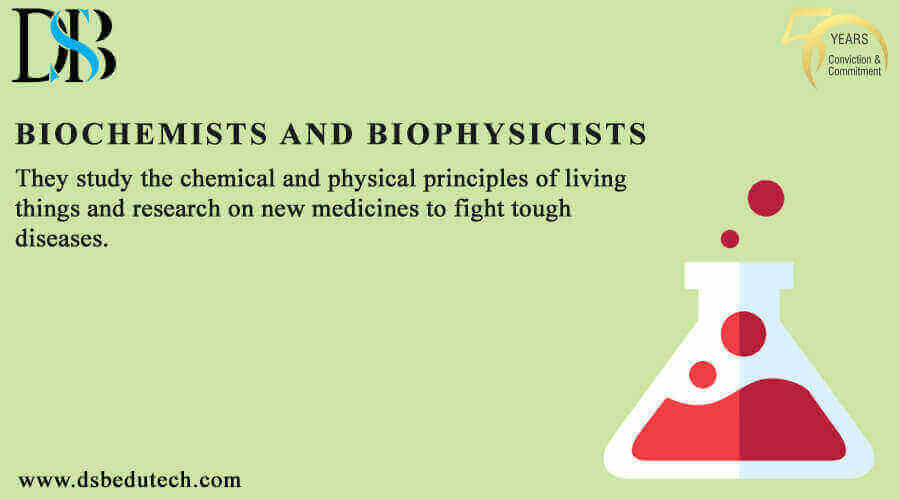 DSB
50
YEARS
Conviction &
Commitment
BIOCHEMISTS AND BIOPHYSICISTS
They study the chemical and physical principles of living
things and research on new medicines to fight tough
diseases.
www.dsbedutech.com